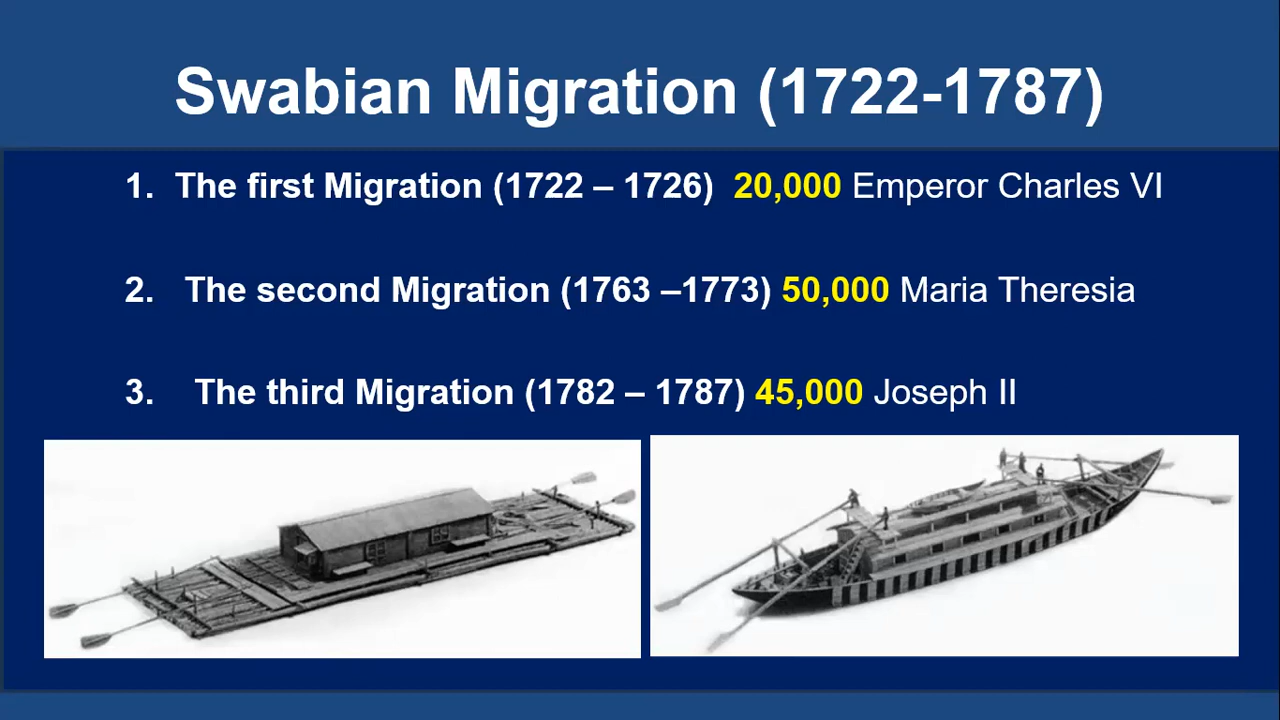 Swabian Migration (1722-1787)
1. The first Migration (1722 – 1726) 20,000 Emperor Charles VI
2. The second Migration (1763 –1773) 50,000 Maria Theresia
3. The third Migration (1782 – 1787) 45,000 Joseph II